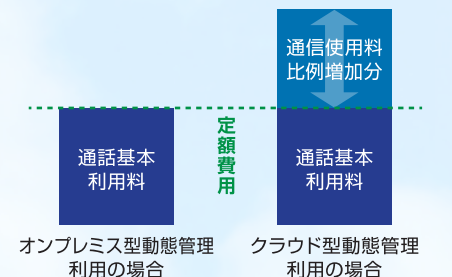 通信使用料
比例増加分
定額費用
通話基本
利用料
通話基本
利用料
オンプレミス型動態管理
利用の場合
クラウド型動態管理
利用の場合